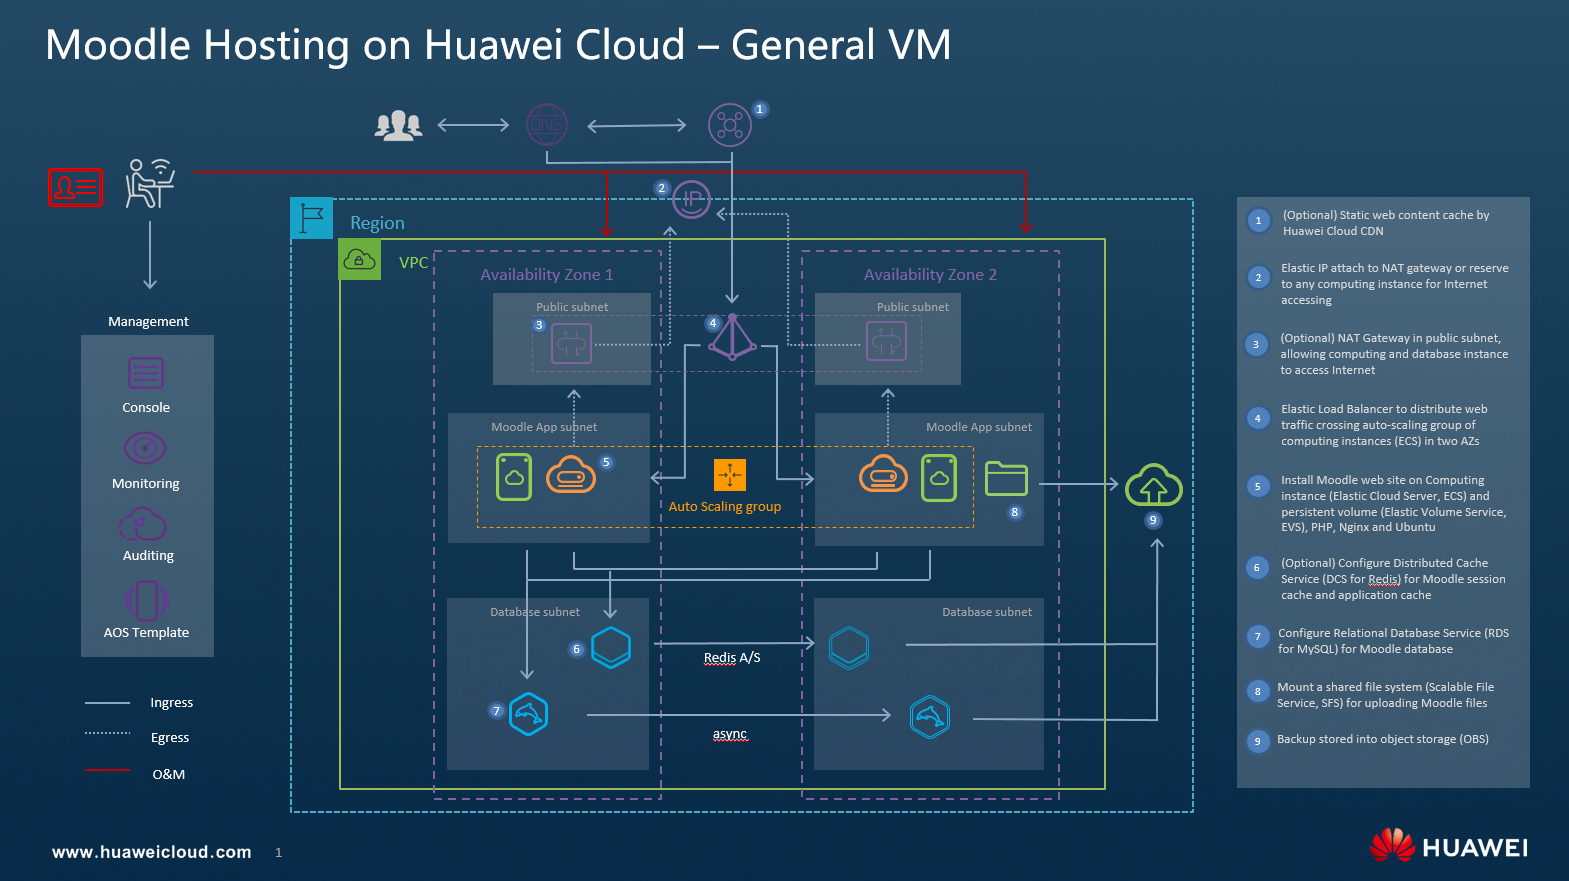 Moodle Hosting on Huawei Cloud – General VM
DNS
1
2
IP
Region
VPC
Availability Zone 1
Availability Zone 2
Public subnet
Public subnet
3
4
Moodle App subnet
Moodle App subnet
5
Auto Scaling group
8
9
Database subnet
Database subnet
6
Redis A/S
7
async
Management
Console
Monitoring
Auditing
AOS Template
Ingress
Egress
O&M
1
(Optional) Static web content cache by
Huawei Cloud CDN
2
Elastic IP attach to NAT gateway or reserve
to any computing instance for Internet
accessing
3
(Optional) NAT Gateway in public subnet,
allowing computing and database instance
to access Internet
4
Elastic Load Balancer to distribute web
traffic crossing auto-scaling group of
computing instances (ECS) in two AZs
5
Install Moodle web site on Computing
instance (Elastic Cloud Server, ECS) and
persistent volume (Elastic Volume Service,
EVS), PHP, Nginx and Ubuntu
6
(Optional) Configure Distributed Cache
Service (DCS for Redis) for Moodle session
cache and application cache
7
Configure Relational Database Service (RDS
for MySQL) for Moodle database
8
Mount a shared file system (Scalable File
Service, SFS) for uploading Moodle files
9
Backup stored into object storage (OBS)
www.huaweicloud.com
1
HUAWEI